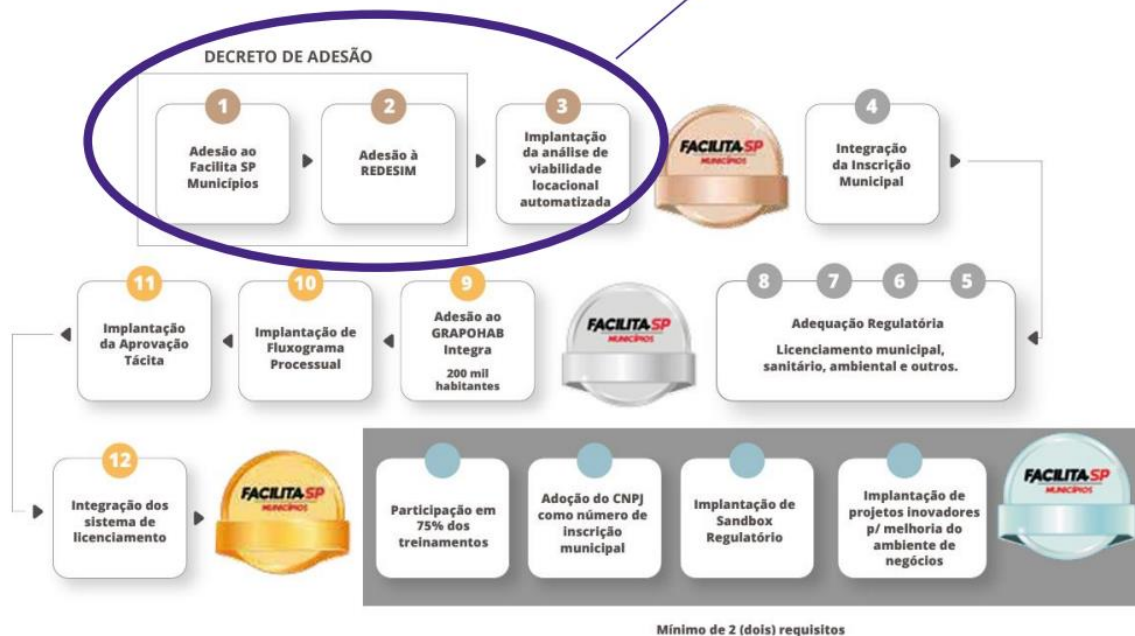 DECRETO DE ADESÃO
1
Adesão ao
Facilita SP
Municípios
2
Adesão à
REDESIM
3
Implantação
da análise de
viabilidade
locacional
automatizada
FACILITA SP
MUNICÍPIOS
4
Integração
da Inscrição
Municipal
11
Implantação
da Aprovação
Tácita
10
Implantação de
Fluxograma
Processual
9
Adesão ao
GRAPOHAB
Integra
200 mil
habitantes
FACILITA SP
MUNICÍPIOS
8 7 6 5
Adequação Regulatória
Licenciamento municipal,
sanitário, ambiental e outros.
12
Integração dos
sistema de
licenciamento
FACILITA SP
MUNICÍPIOS
Participação em
75% dos
treinamentos
Adoção do CNPJ
como número de
inscrição
municipal
Implantação de
Sandbox
Regulatório
Implantação de
projetos inovadores
p/ melhoria do
ambiente de
negócios
FACILITA SP
MUNICÍPIOS
Mínimo de 2 (dois) requisitos